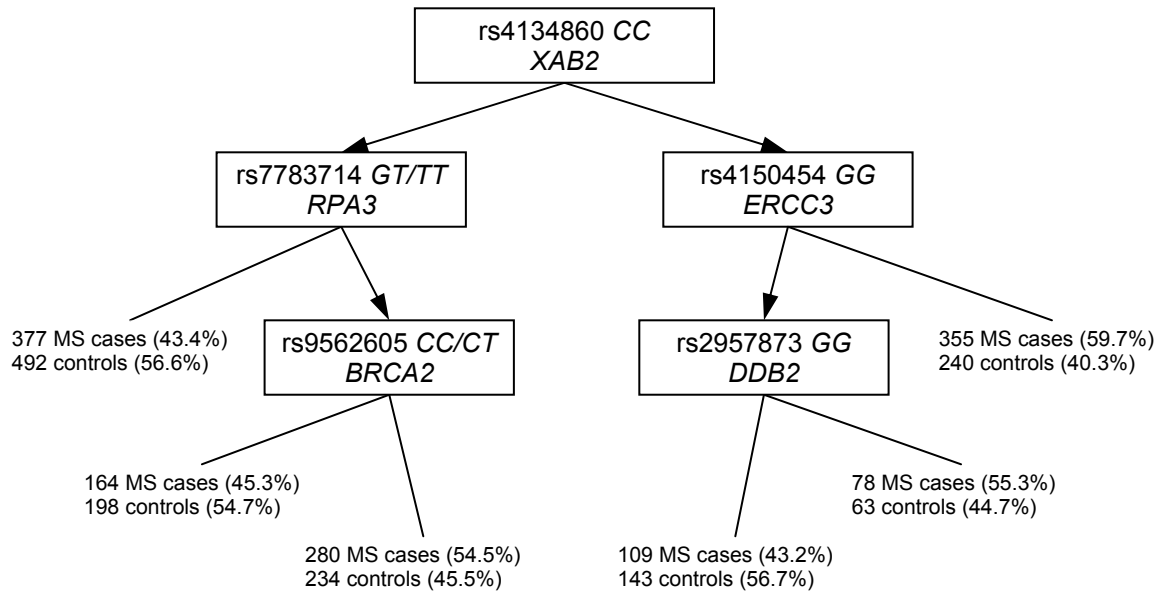 rs4134860 CC
XAB2
rs7783714 GT/TT
RPA3
rs4150454 GG
ERCC3
377 MS cases (43.4%)
492 controls (56.6%)
rs9562605 CC/CT
BRCA2
rs2957873 GG
DDB2
355 MS cases (59.7%)
240 controls (40.3%)
164 MS cases (45.3%)
198 controls (54.7%)
78 MS cases (55.3%)
63 controls (44.7%)
280 MS cases (54.5%)
234 controls (45.5%)
109 MS cases (43.2%)
143 controls (56.7%)